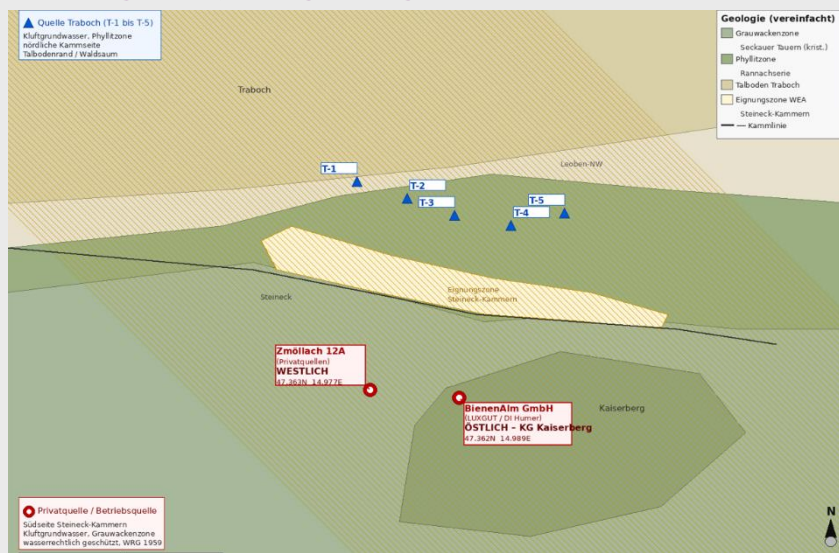 Quelle Traboch (T-1 bis T-5)
Kluftgrundwasser, Phyllitzone
nördliche Kammseite
Talbodenrand / Waldsaum
Geologie (vereinfacht)
Grauwackenzone
Seckauer Tauern (krist.)
Phyllitzone
Rannachserie
Talboden Traboch
Eignungszone WEA
Steineck-Kammern
— Kammlinie
Traboch
Leoben-NW
T-1
T-2
T-3
T-5
T-4
Eignungszone
Steineck-Kammern
Steineck
Zmöllach 12A
(Privatquellen)
WESTLICH
47.363N 14.977E
BienenAlm GmbH
(LUXGUT / DI Humer)
ÖSTLICH – KG Kaiserberg
47.362N 14.989E
Kaiserberg
Privatquelle / Betriebsquelle
Südseite Steineck-Kammern
Kluftgrundwasser, Grauwackenzone
wasserrechtlich geschützt, WRG 1959
N